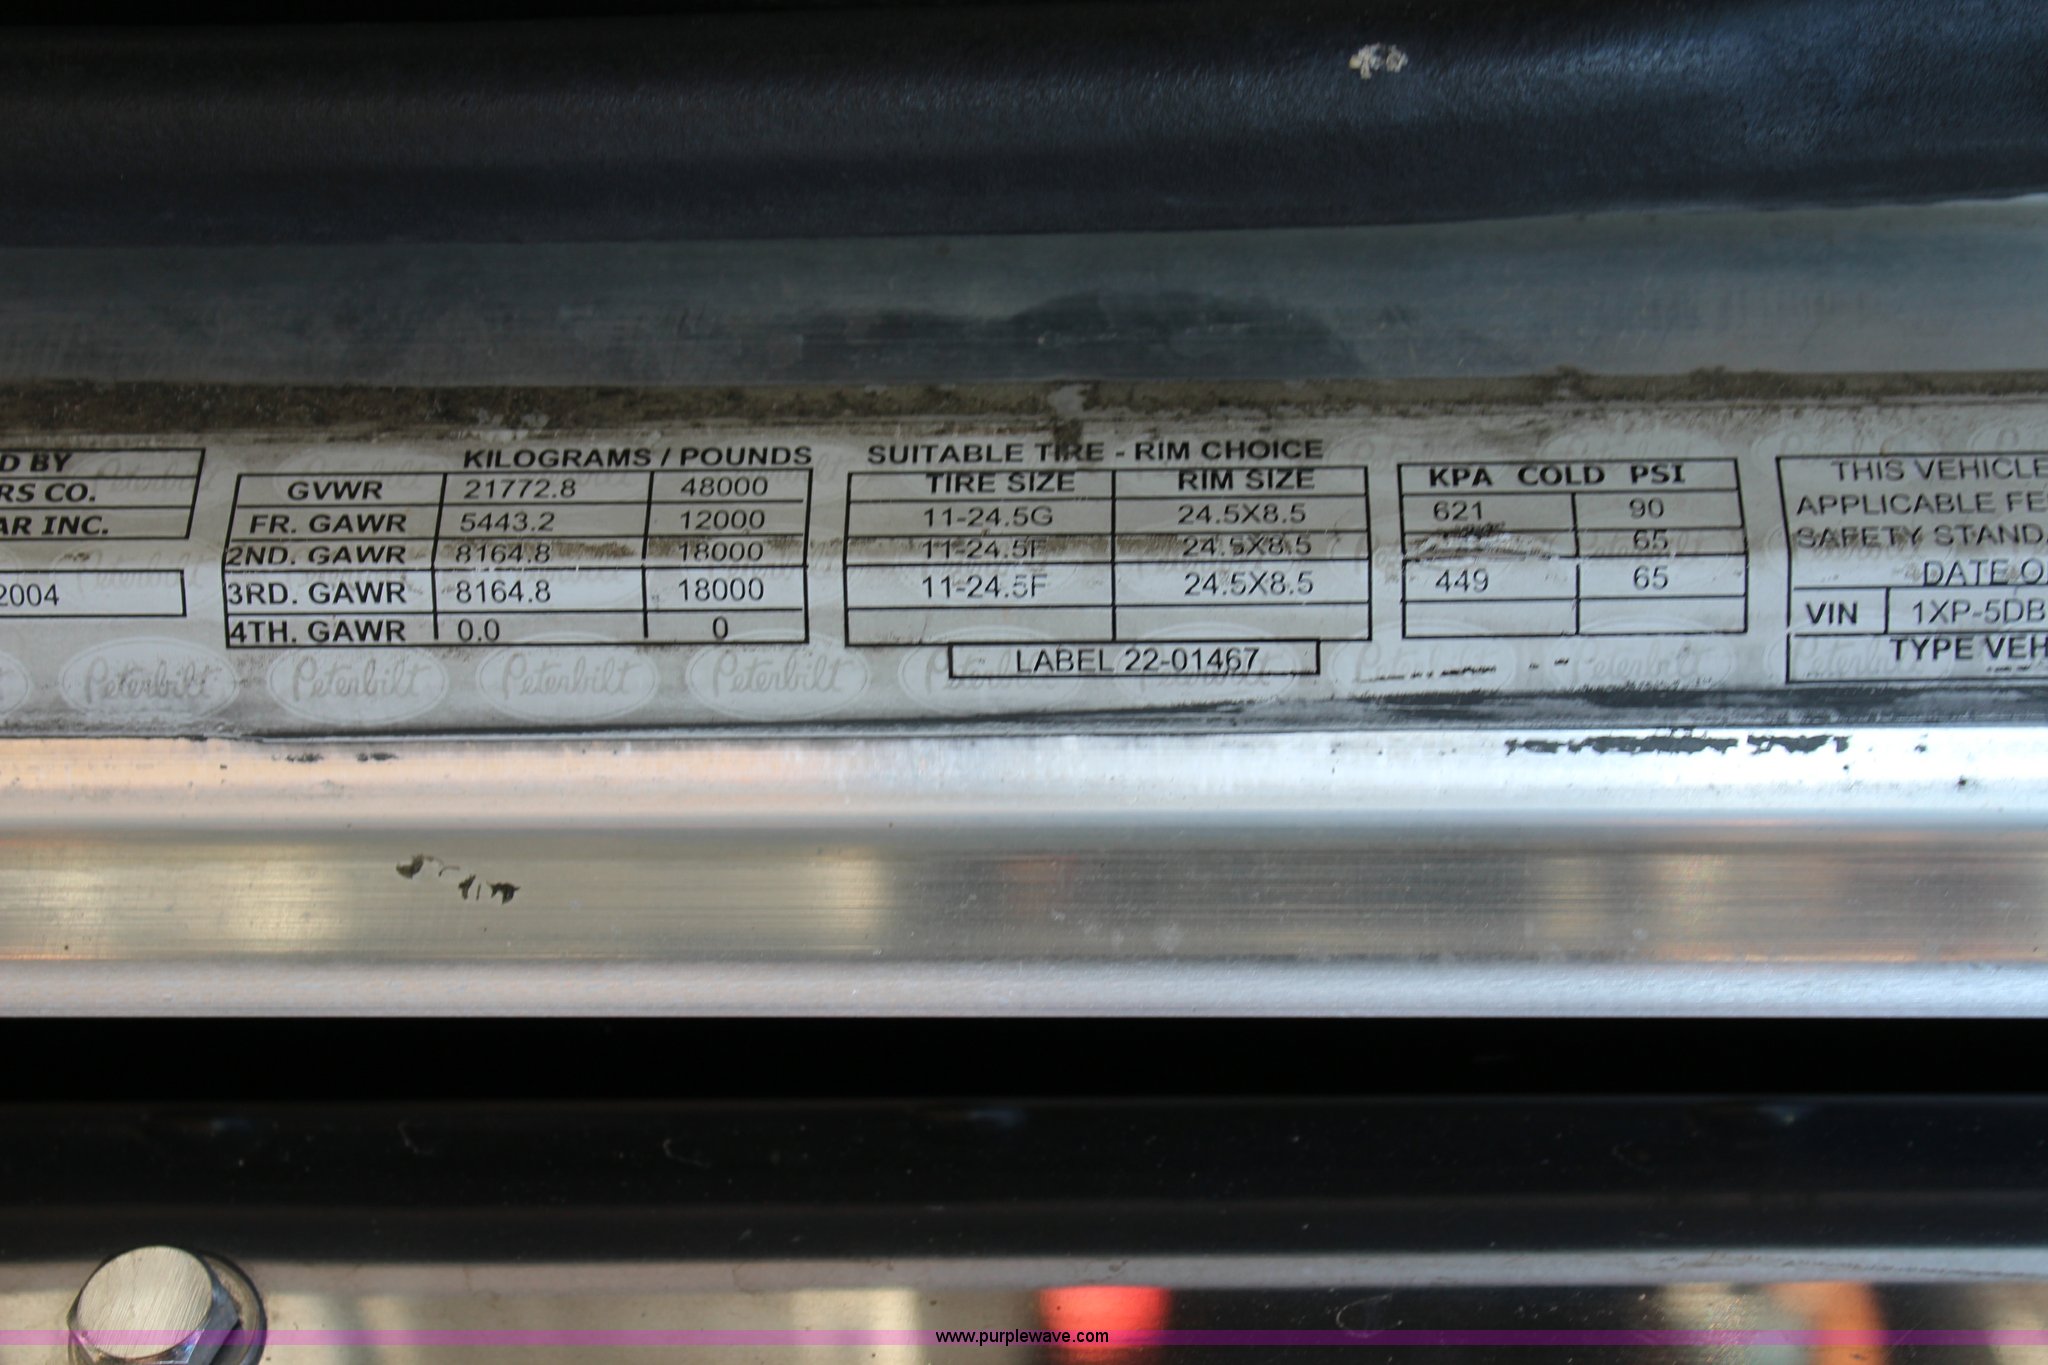 D BY
RS CO.
AR INC.
2004
KILOGRAMS / POUNDS
GVWR 21772.8 48000
FR. GAWR 5443.2 12000
2ND. GAWR 8164.8 18000
3RD. GAWR 8164.8 18000
4TH. GAWR 0.0 0
SUITABLE TIRE - RIM CHOICE
TIRE SIZE RIM SIZE
11-24.5G 24.5X8.5
11-24.5F 24.5X8.5
11-24.5F 24.5X8.5
LABEL 22-01467
KPA COLD PSI
621 90
65
449 65
THIS VEHICLE
APPLICABLE FE
SAFETY STAND
DATE O
VIN 1XP-5DB
TYPE VEH
Peterbilt Peterbilt Peterbilt Peterbilt
www.purplewave.com